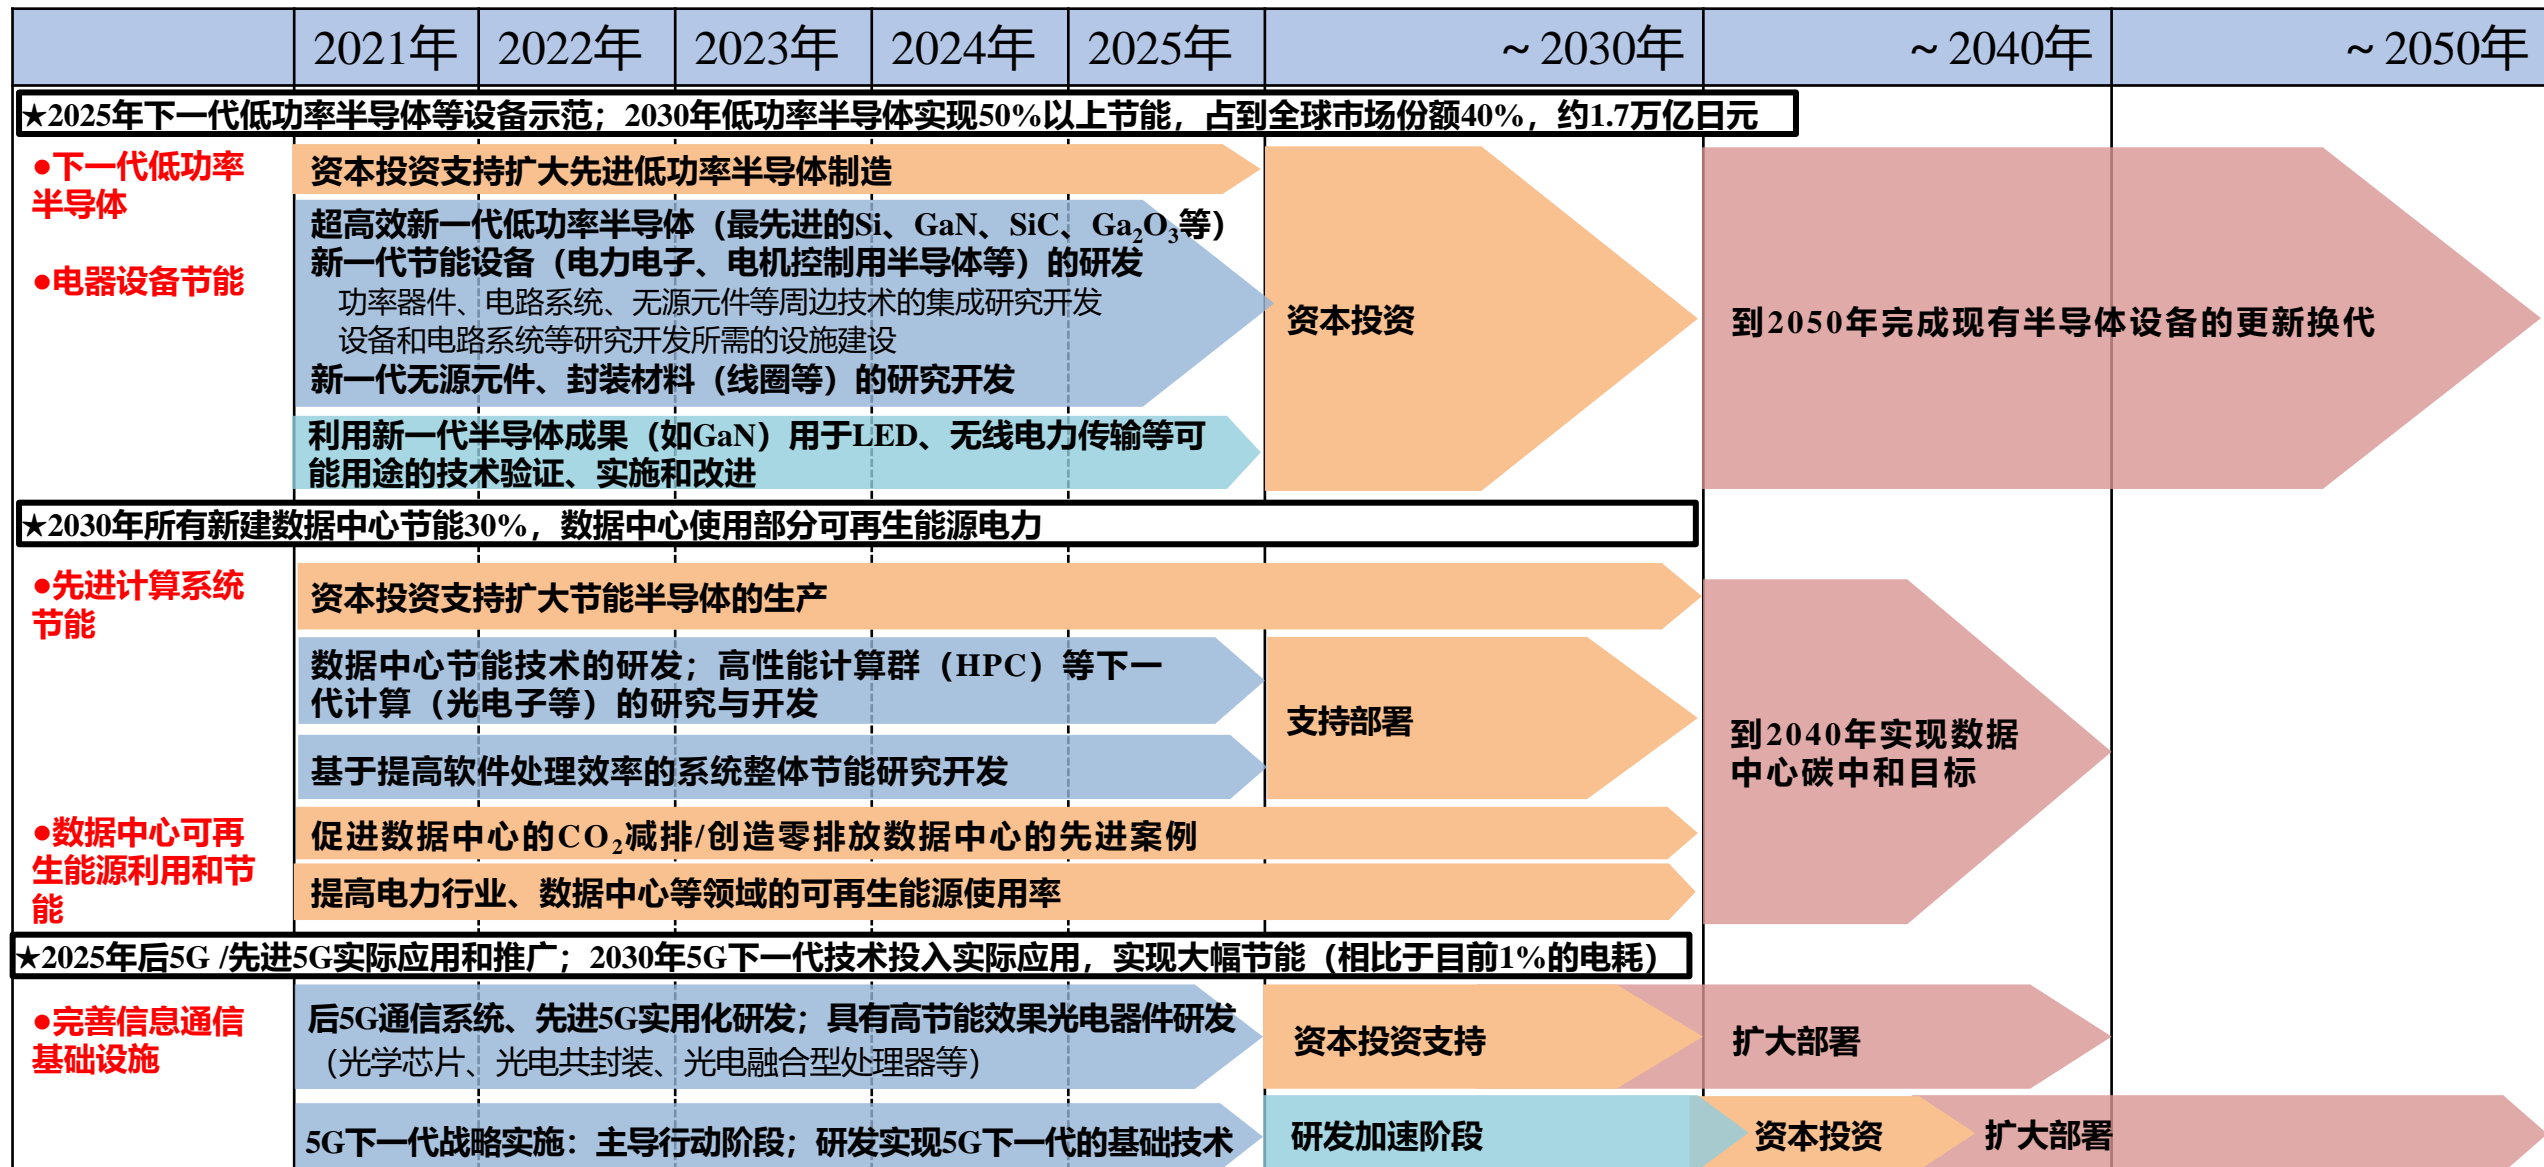 2021年 2022年 2023年 2024年 2025年 ~2030年 ~2040年 ~2050年
★2025年下一代低功率半导体等设备示范；2030年低功率半导体实现50%以上节能，占到全球市场份额40%，约1.7万亿日元
●下一代低功率
半导体
●电器设备节能
资本投资支持扩大先进低功率半导体制造
超高效新一代低功率半导体（最先进的Si、GaN、SiC、Ga₂O₃等）
新一代节能设备（电力电子、电机控制用半导体等）的研发
功率器件、电路系统、无源元件等周边技术的集成研究开发
设备和电路系统等研究开发所需的设施建设
新一代无源元件、封装材料（线圈等）的研究开发
利用新一代半导体成果（如GaN）用于LED、无线电力传输等可
能用途的技术验证、实施和改进
资本投资
到2050年完成现有半导体设备的更新换代
★2030年所有新建数据中心节能30%，数据中心使用部分可再生能源电力
●先进计算系统
节能
资本投资支持扩大节能半导体的生产
数据中心节能技术的研发；高性能计算群（HPC）等下一
代计算（光电子等）的研究与开发
基于提高软件处理效率的系统整体节能研究开发
支持部署
到2040年实现数据
中心碳中和目标
●数据中心可再
生能源利用和节
能
促进数据中心的CO₂减排/创造零排放数据中心的先进案例
提高电力行业、数据中心等领域的可再生能源使用率
★2025年后5G /先进5G实际应用和推广；2030年5G下一代技术投入实际应用，实现大幅节能（相比于目前1%的电耗）
●完善信息通信
基础设施
后5G通信系统、先进5G实用化研发；具有高节能效果光电器件研发
（光学芯片、光电共封装、光电融合型处理器等）
资本投资支持
扩大部署
5G下一代战略实施：主导行动阶段；研发实现5G下一代的基础技术
研发加速阶段
资本投资
扩大部署